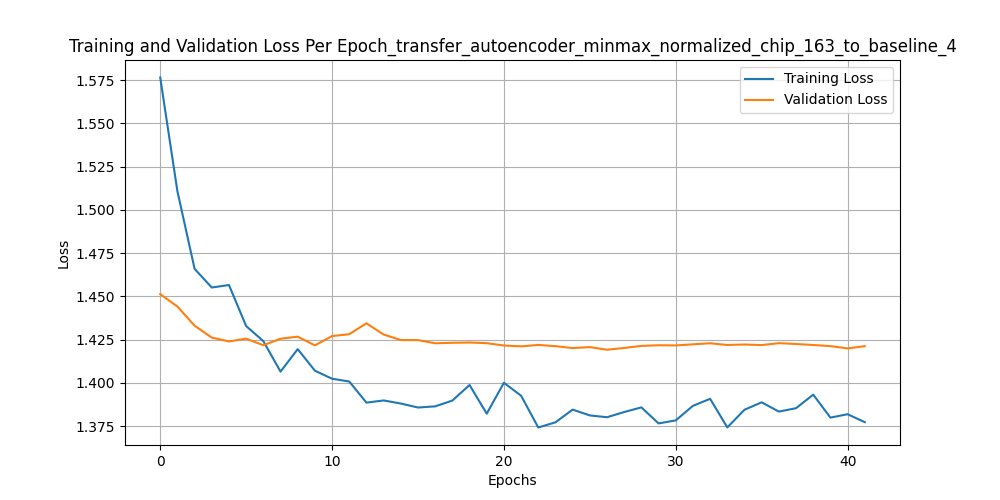 Training and Validation Loss Per Epoch_transfer_autoencoder_minmax_normalized_chip_163_to_baseline_4
Training Loss
Validation Loss
1.575
1.550
1.525
1.500
1.475
1.450
1.425
1.400
1.375
Loss
0 10 20 30 40
Epochs